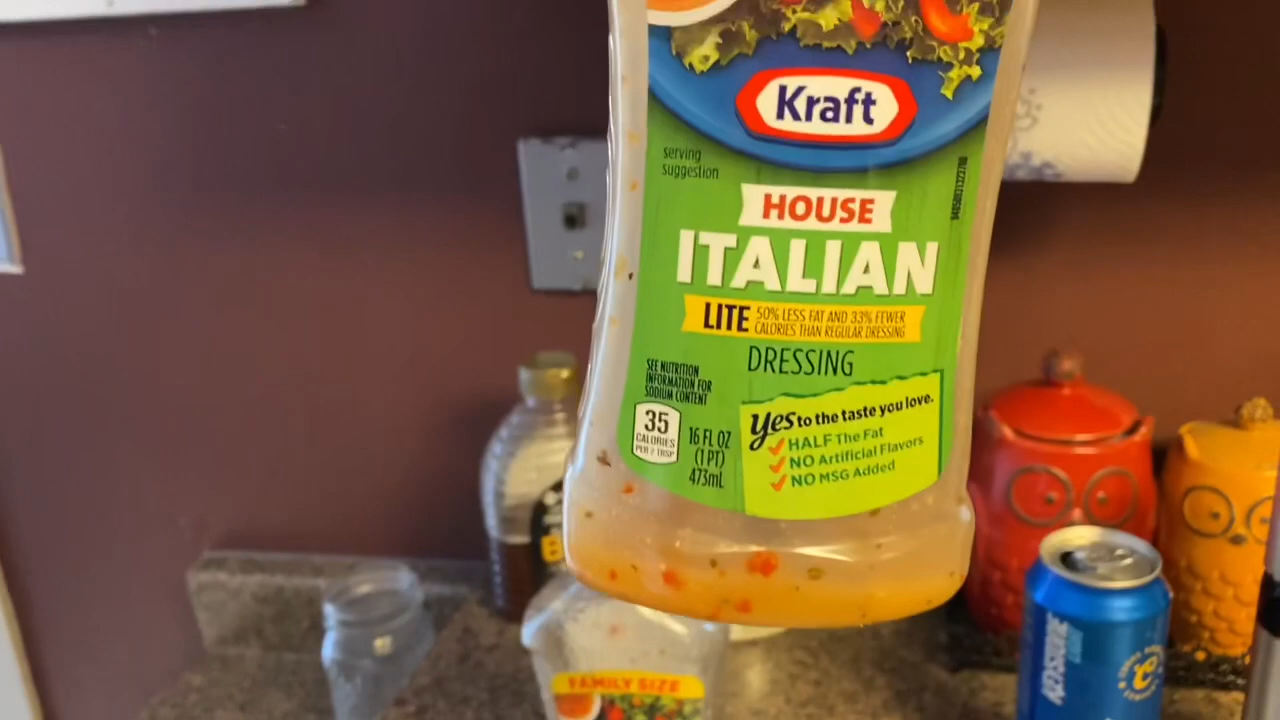 Kraft
serving
suggestion
HOUSE
ITALIAN
LITE 50% LESS FAT AND 33% FEWER
CALORIES THAN REGULAR DRESSING
DRESSING
SEE NUTRITION
INFORMATION FOR
SODIUM CONTENT
35
CALORIES
PER 2 TBSP
16 FL OZ
(1 PT)
473mL
Yes to the taste you love.
HALF The Fat
NO Artificial Flavors
NO MSG Added
FAMILY SIZE
KEYSTONE